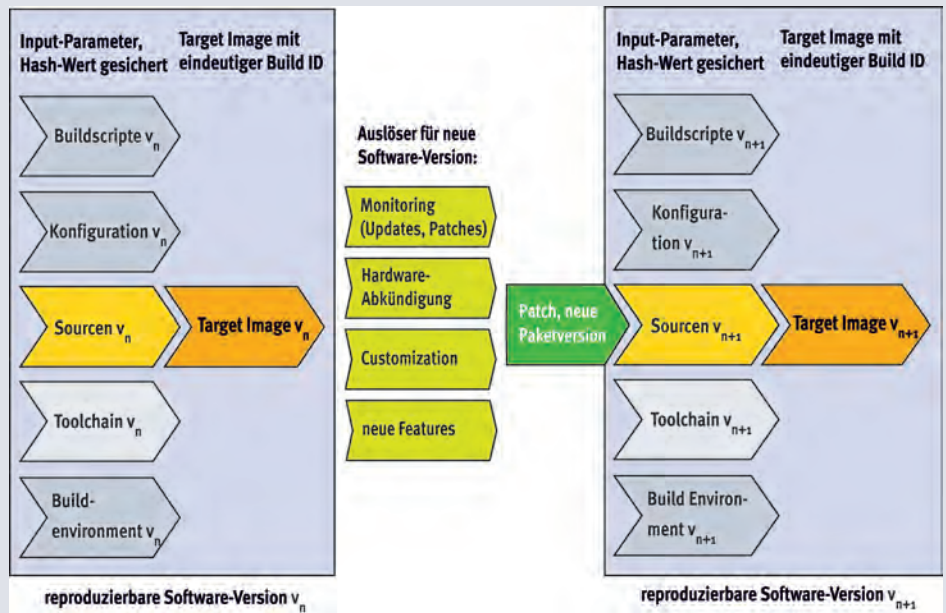 Input-Parameter,
Hash-Wert gesichert
Target Image mit
eindeutiger Build ID
Buildscripte vn
Konfiguration vn
Sourcen vn
Target Image vn
Toolchain vn
Build-
environment vn
reproduzierbare Software-Version vn
Auslöser für neue
Software-Version:
Monitoring
(Updates, Patches)
Hardware-
Abkündigung
Customization
neue Features
Patch, neue
Paketversion
Input-Parameter,
Hash-Wert gesichert
Target Image mit
eindeutiger Build ID
Buildscripte vn+1
Konfigura-
tion vn+1
Sourcen vn+1
Target Image vn+1
Toolchain vn+1
Build Environ-
ment vn+1
reproduzierbare Software-Version vn+1